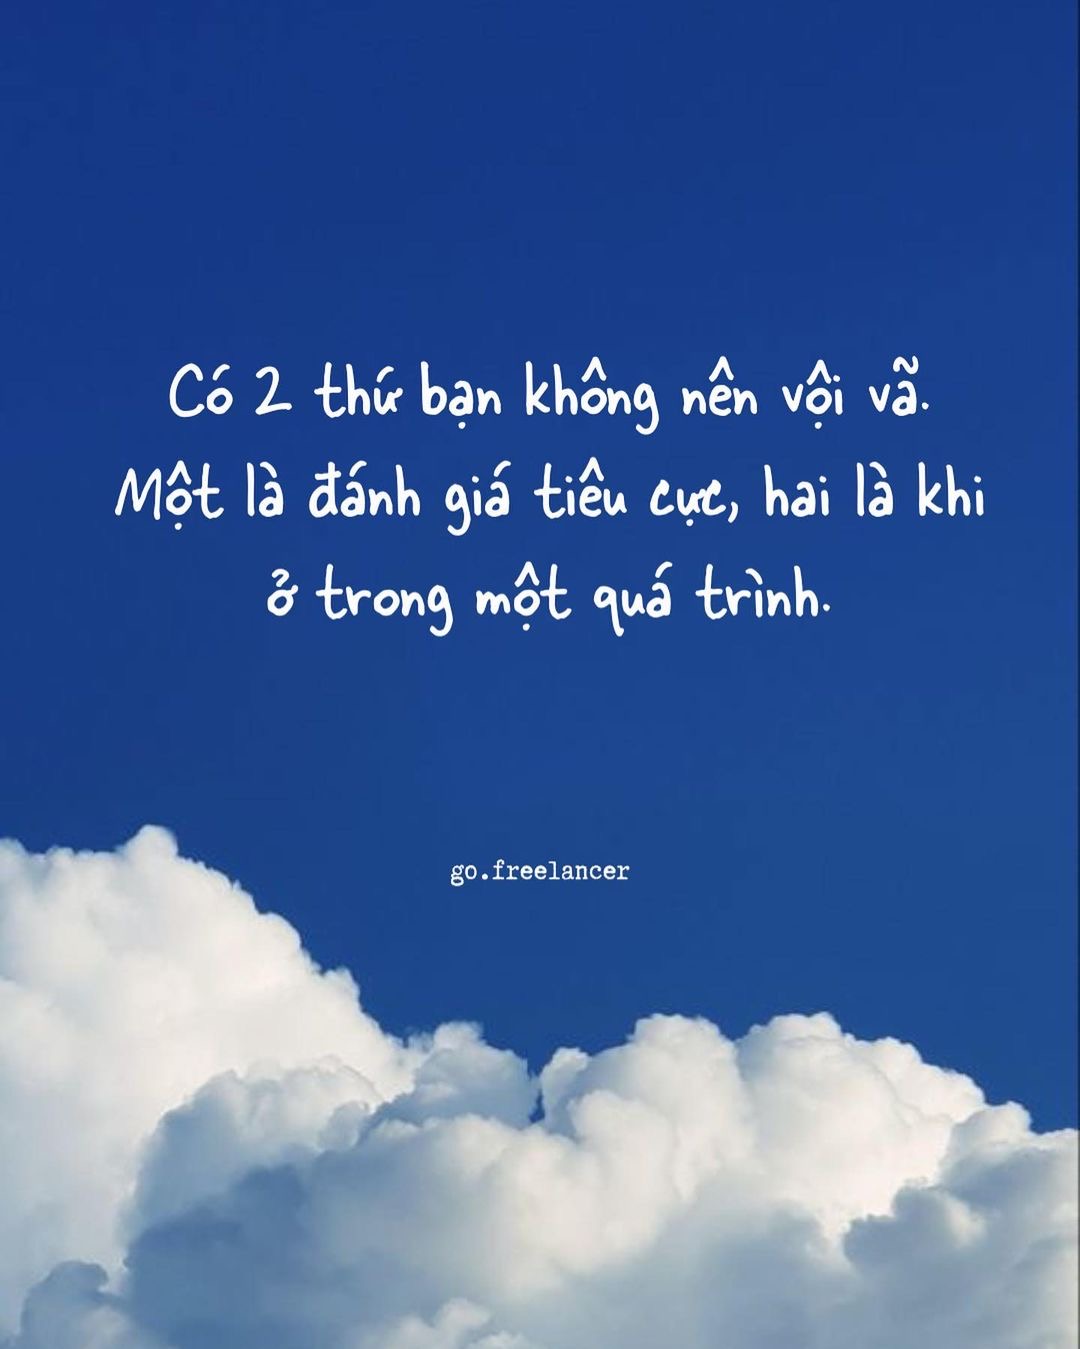 Có 2 thứ bạn không nên vội vã.
Một là đánh giá tiêu cực, hai là khi
ở trong một quá trình.
go.freelancer